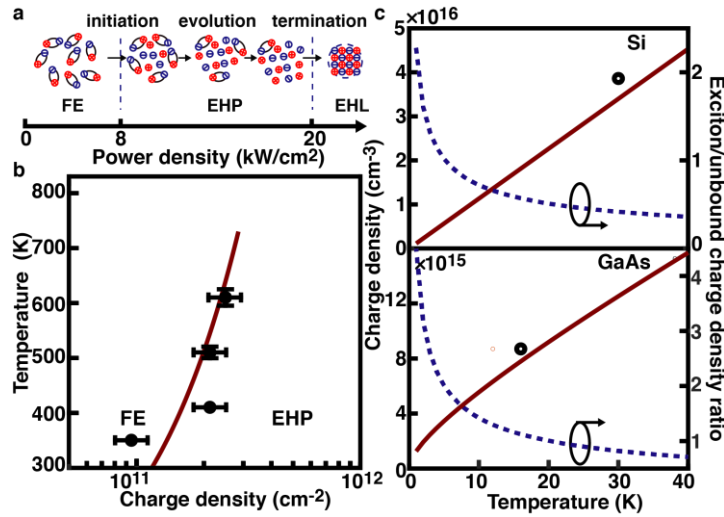 a
initiation evolution termination
FE EHP EHL
0 8 20
Power density (kW/cm2)
b
800
700
600
500
400
300
Temperature (K)
FE EHP
10¹¹ 10¹²
Charge density (cm⁻²)
c
×10¹⁶
Si
5
4
3
2
1
0
2
1
0
×10¹⁵
GaAs
12
8
4
0
4
3
2
1
Charge density (cm⁻³)
Exciton/unbound charge density ratio
0 10 20 30 40
Temperature (K)